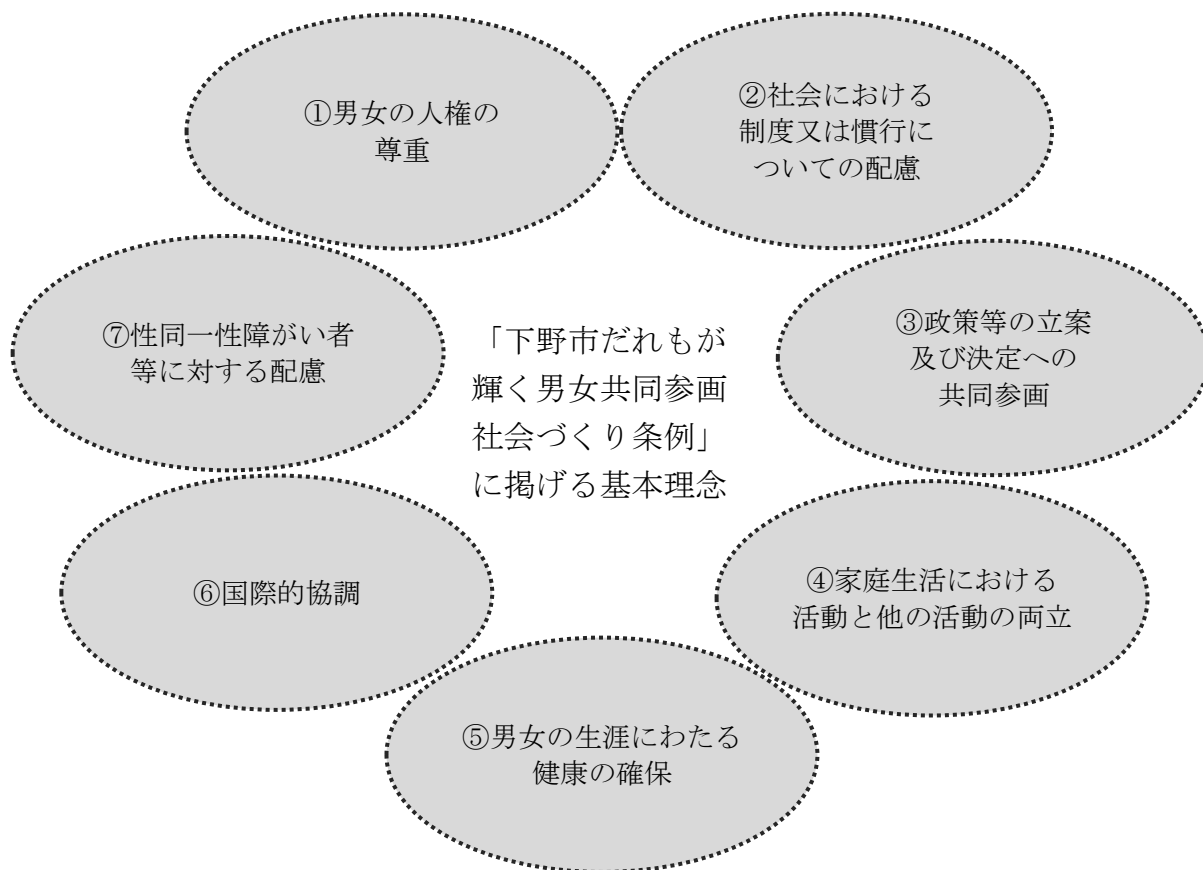 ①男女の人権の
尊重
②社会における
制度又は慣行に
ついての配慮
③政策等の立案
及び決定への
共同参画
④家庭生活における
活動と他の活動の両立
⑤男女の生涯にわたる
健康の確保
⑥国際的協調
⑦性同一性障がい者
等に対する配慮
「下野市だれもが
輝く男女共同参画
社会づくり条例」
に掲げる基本理念